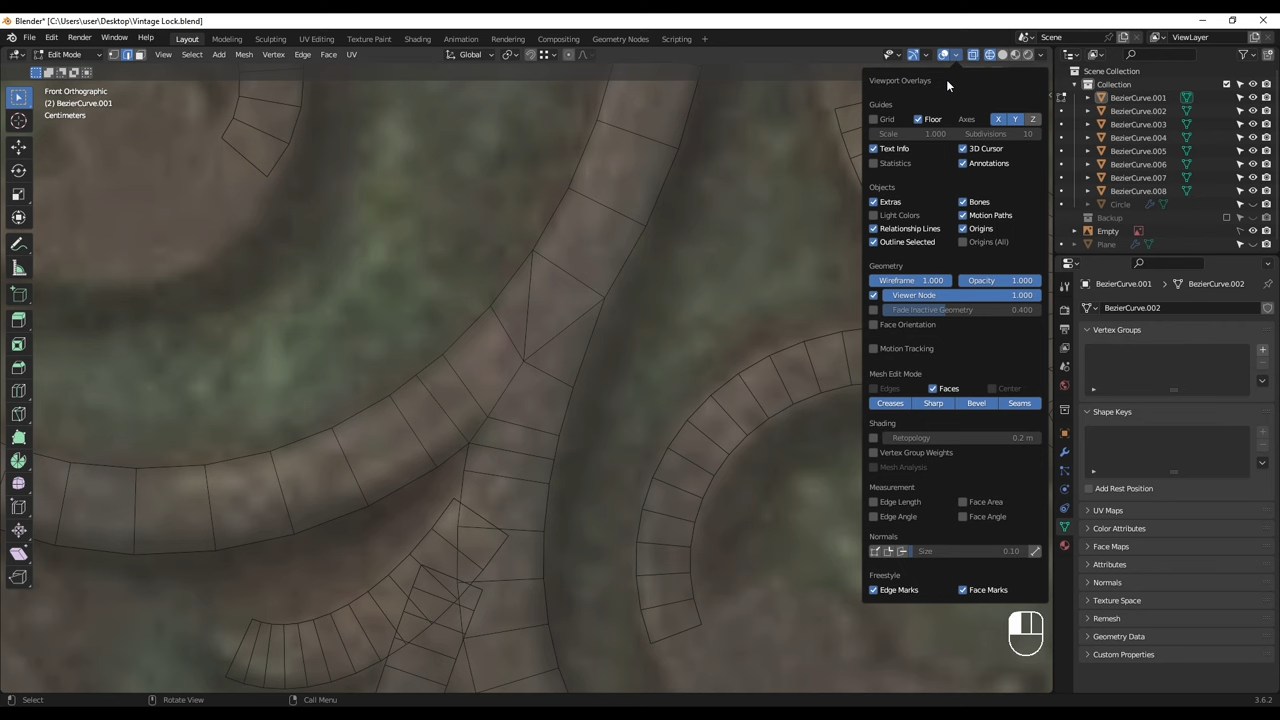 Blender* [C:\Users\user\Desktop\Vintage Lock.blend]
File Edit Render Window Help Layout Modeling Sculpting UV Editing Texture Paint Shading Animation Rendering Compositing Geometry Nodes Scripting + Scene ViewLayer
Edit Mode View Select Add Mesh Vertex Edge Face UV Global
Front Orthographic
(2) BezierCurve.001
Centimeters
Viewport Overlays
Guides
Grid Floor Axes X Y Z
Scale 1.000 Subdivisions 10
Text Info 3D Cursor
Statistics Annotations
Objects
Extras Bones
Light Colors Motion Paths
Relationship Lines Origins
Outline Selected Origins (All)
Geometry
Wireframe 1.000 Opacity 1.000
Viewer Node 1.000
Fade Inactive Geometry 0.400
Face Orientation
Motion Tracking
Mesh Edit Mode
Edges Faces Center
Creases Sharp Bevel Seams
Shading
Retopology 0.2 m
Vertex Group Weights
Mesh Analysis
Measurement
Edge Length Face Area
Edge Angle Face Angle
Normals
Size 0.10
Freestyle
Edge Marks Face Marks
Scene Collection
Collection
BezierCurve.001
BezierCurve.002
BezierCurve.003
BezierCurve.004
BezierCurve.005
BezierCurve.006
BezierCurve.007
BezierCurve.008
Circle
Backup
Empty
Plane
BezierCurve.001 BezierCurve.002
BezierCurve.002
Vertex Groups
Shape Keys
Add Rest Position
UV Maps
Color Attributes
Face Maps
Attributes
Normals
Texture Space
Remesh
Geometry Data
Custom Properties
Select Rotate View Call Menu 3.6.2